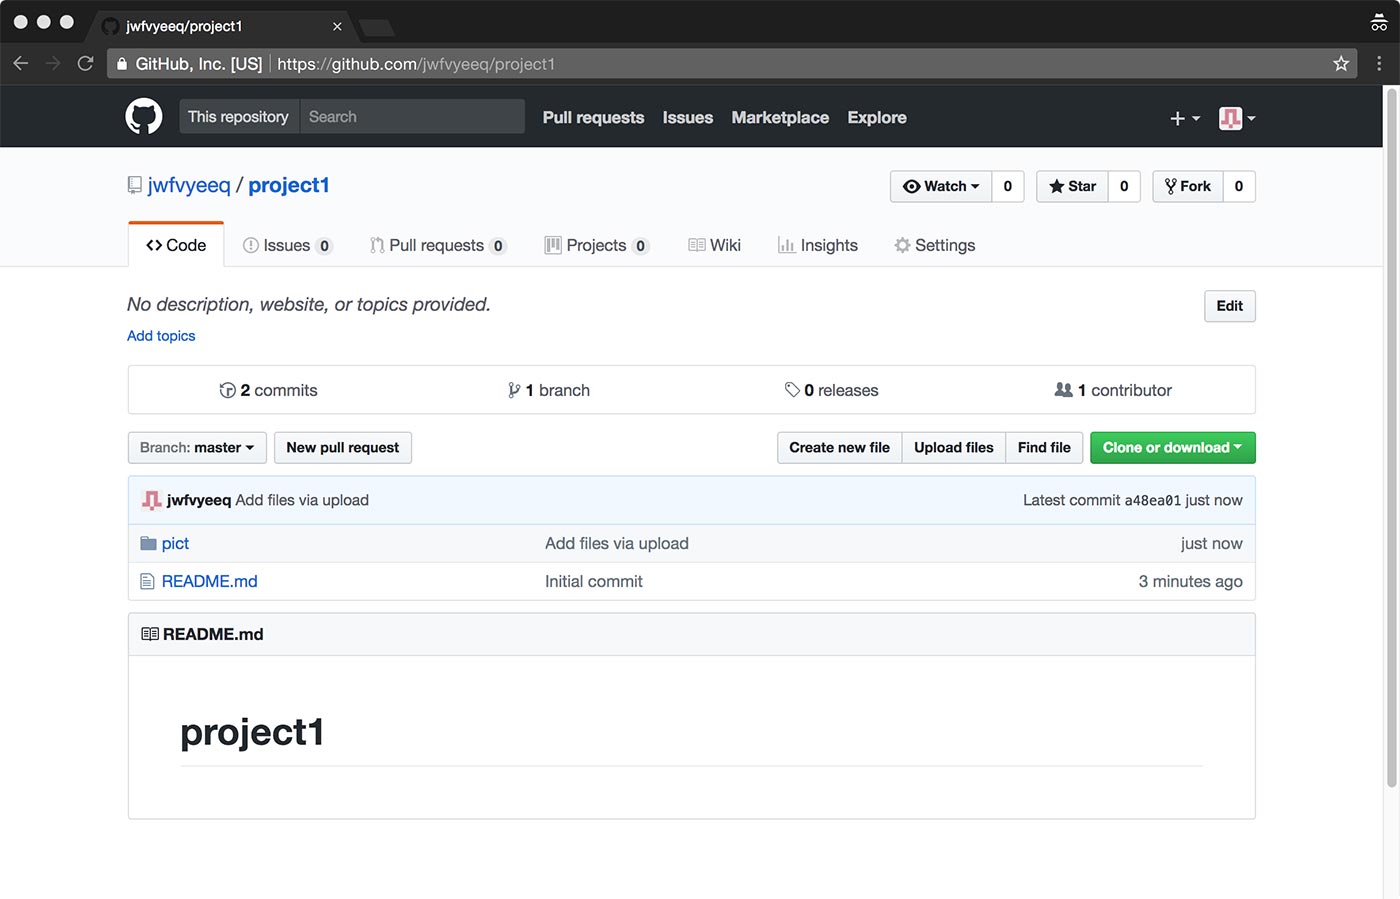 jwfvyeeq/project1
GitHub, Inc. [US] https://github.com/jwfvyeeq/project1
This repository Search Pull requests Issues Marketplace Explore
jwfvyeeq / project1 Watch 0 Star 0 Fork 0
Code Issues 0 Pull requests 0 Projects 0 Wiki Insights Settings
No description, website, or topics provided. Edit
Add topics
2 commits 1 branch 0 releases 1 contributor
Branch: master New pull request Create new file Upload files Find file Clone or download
jwfvyeeq Add files via upload Latest commit a48ea01 just now
pict Add files via upload just now
README.md Initial commit 3 minutes ago
README.md
project1